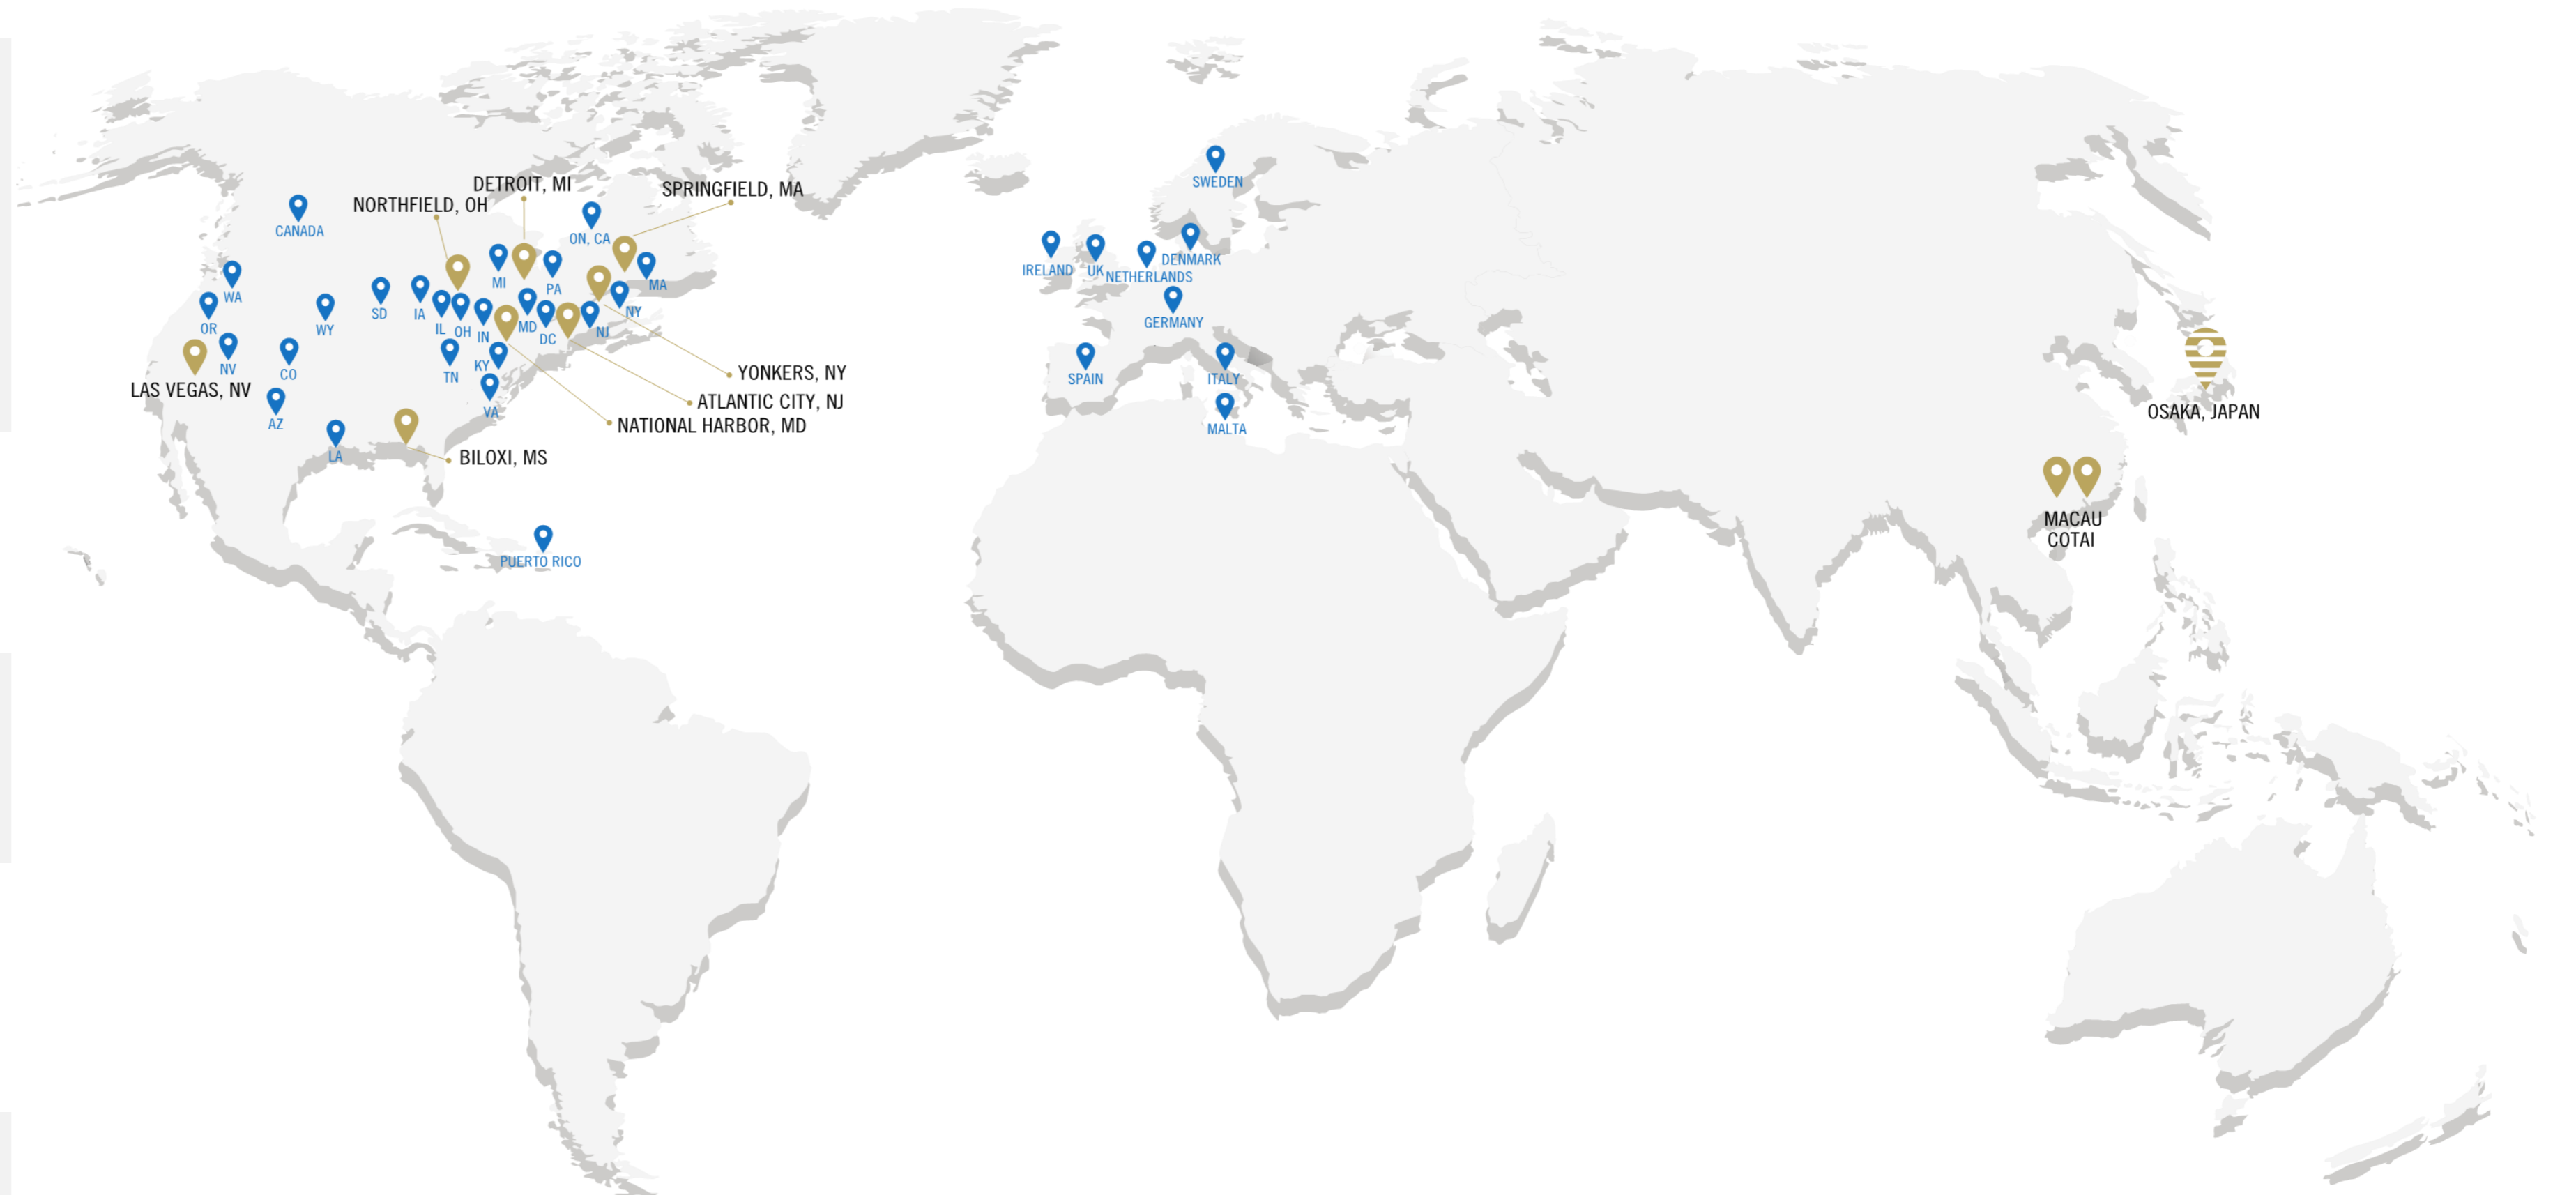 SWEDEN
DETROIT, MI
SPRINGFIELD, MA
NORTHFIELD, OH
CANADA
ON, CA
IRELAND
UK
DENMARK
NETHERLANDS
WA
MI
PA
MA
OR
WY
SD
IA
IL
OH
IN
MD
DC
NJ
NY
GERMANY
NV
CO
TN
KY
YONKERS, NY
SPAIN
ITALY
LAS VEGAS, NV
ATLANTIC CITY, NJ
VA
AZ
NATIONAL HARBOR, MD
MALTA
OSAKA, JAPAN
LA
BILOXI, MS
MACAU
COTAI
PUERTO RICO